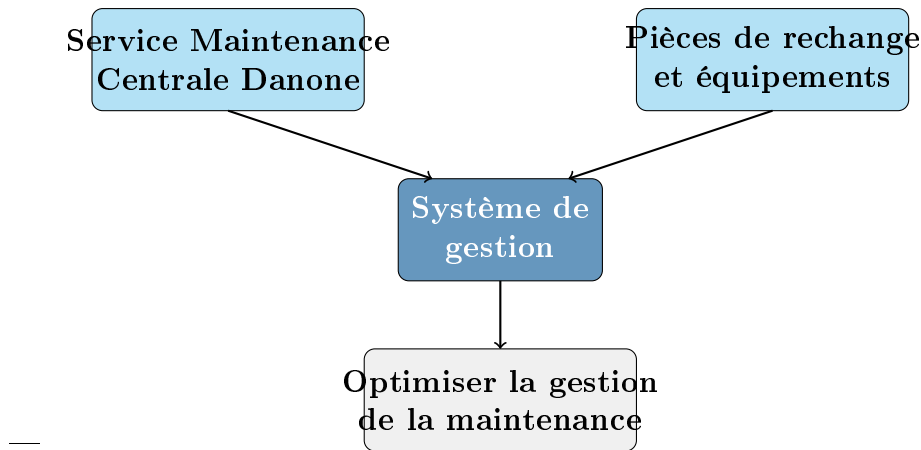 Service Maintenance
Centrale Danone
Pièces de rechange
et équipements
Système de
gestion
Optimiser la gestion
de la maintenance